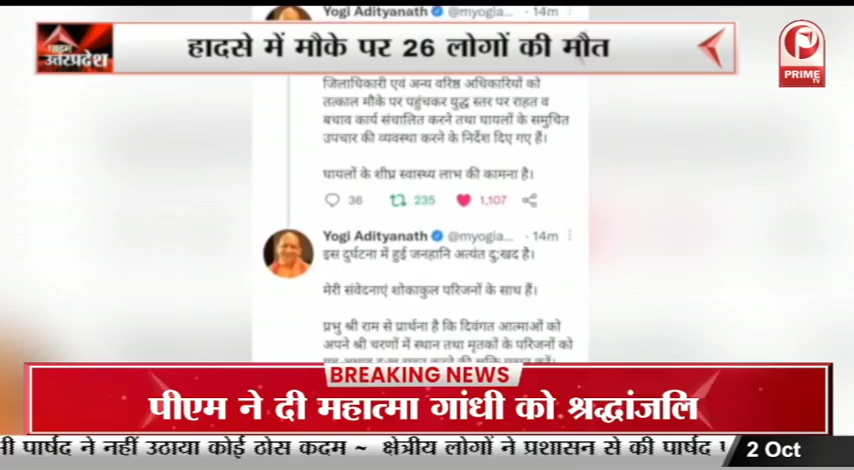 Yogi Adityanath @myogia... · 14m
प्राइम
उत्तरप्रदेश
हादसे में मौके पर 26 लोगों की मौत
PRIME
TV
जिलाधिकारी एवं अन्य वरिष्ठ अधिकारियों को
तत्काल मौके पर पहुंचकर युद्ध स्तर पर राहत व
बचाव कार्य संचालित करने तथा घायलों के समुचित
उपचार की व्यवस्था करने के निर्देश दिए गए हैं।
घायलों के शीघ्र स्वास्थ्य लाभ की कामना है।
36 235 1,107
Yogi Adityanath @myogia... · 14m
इस दुर्घटना में हुई जनहानि अत्यंत दु:खद है।
मेरी संवेदनाएं शोकाकुल परिजनों के साथ हैं।
प्रभु श्री राम से प्रार्थना है कि दिवंगत आत्माओं को
अपने श्री चरणों में स्थान तथा मृतकों के परिजनों को
BREAKING NEWS
पीएम ने दी महात्मा गांधी को श्रद्धांजलि
पार्षद ने नहीं उठाया कोई ठोस कदम ~ क्षेत्रीय लोगों ने प्रशासन से की पार्षद
2 Oct